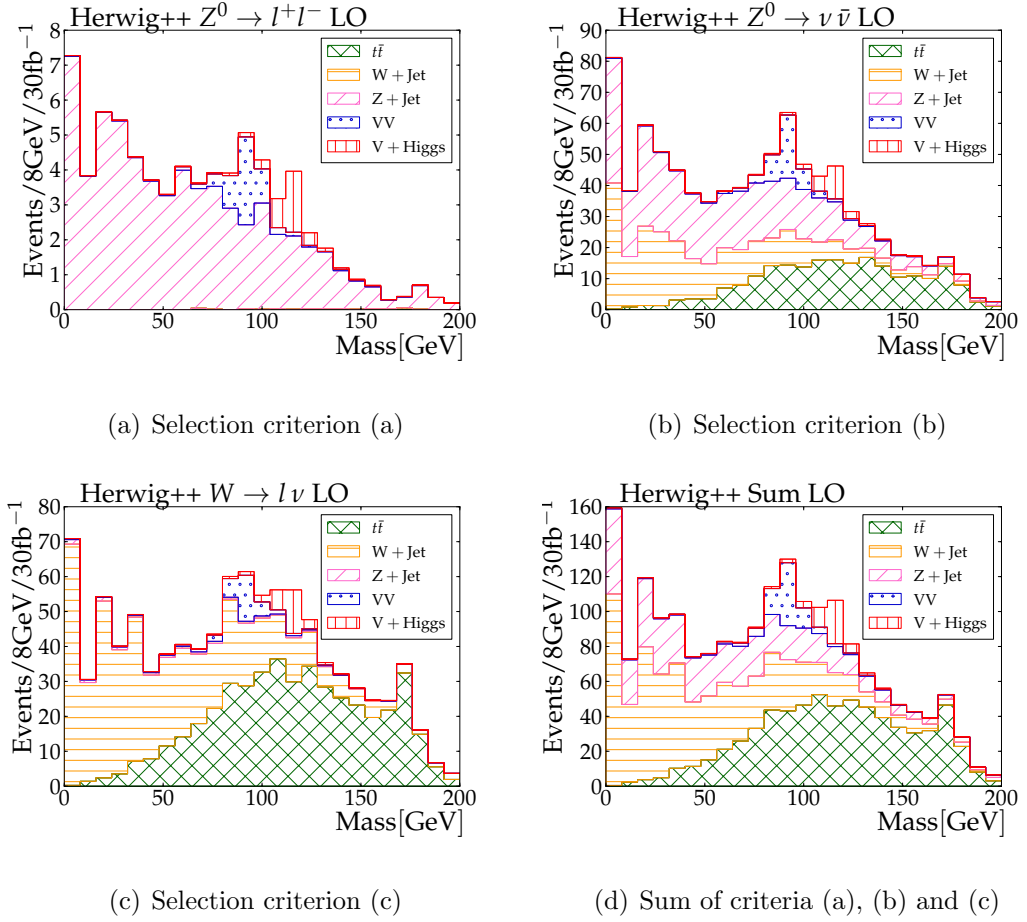 Herwig++ Z⁰ → l⁺l⁻ LO
Events/8GeV/30fb⁻¹
8
7
6
5
4
3
2
1
0
0 50 100 150 200
Mass[GeV]
tt̄
W + Jet
Z + Jet
VV
V + Higgs
(a) Selection criterion (a)
Herwig++ Z⁰ → ν ν̄ LO
Events/8GeV/30fb⁻¹
90
80
70
60
50
40
30
20
10
0
0 50 100 150 200
Mass[GeV]
tt̄
W + Jet
Z + Jet
VV
V + Higgs
(b) Selection criterion (b)
Herwig++ W → l ν LO
Events/8GeV/30fb⁻¹
80
70
60
50
40
30
20
10
0
0 50 100 150 200
Mass[GeV]
tt̄
W + Jet
Z + Jet
VV
V + Higgs
(c) Selection criterion (c)
Herwig++ Sum LO
Events/8GeV/30fb⁻¹
160
140
120
100
80
60
40
20
0
0 50 100 150 200
Mass[GeV]
tt̄
W + Jet
Z + Jet
VV
V + Higgs
(d) Sum of criteria (a), (b) and (c)